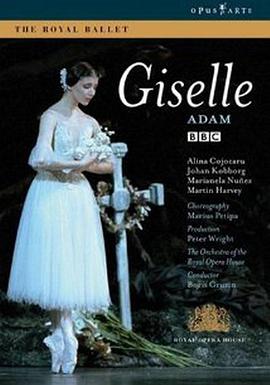 OPUS ARTE
THE ROYAL BALLET
Giselle
ADAM
BBC
Alina Cojocaru
Johan Kobborg
Marianela Nuñez
Martin Harvey
Choreography
Marius Petipa
Production
Peter Wright
The Orchestra of the
Royal Opera House
Conductor
Boris Gruzin
ROYAL OPERA HOUSE